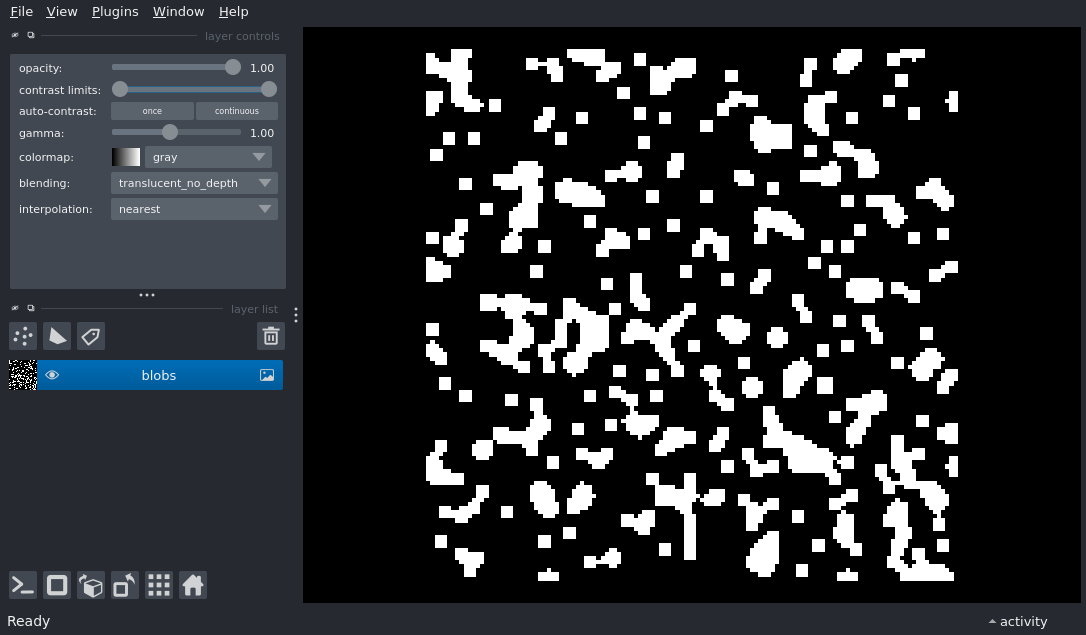 File View Plugins Window Help
layer controls
opacity: 1.00
contrast limits:
auto-contrast: once continuous
gamma: 1.00
colormap: gray
blending: translucent_no_depth
interpolation: nearest
layer list
blobs
Ready activity